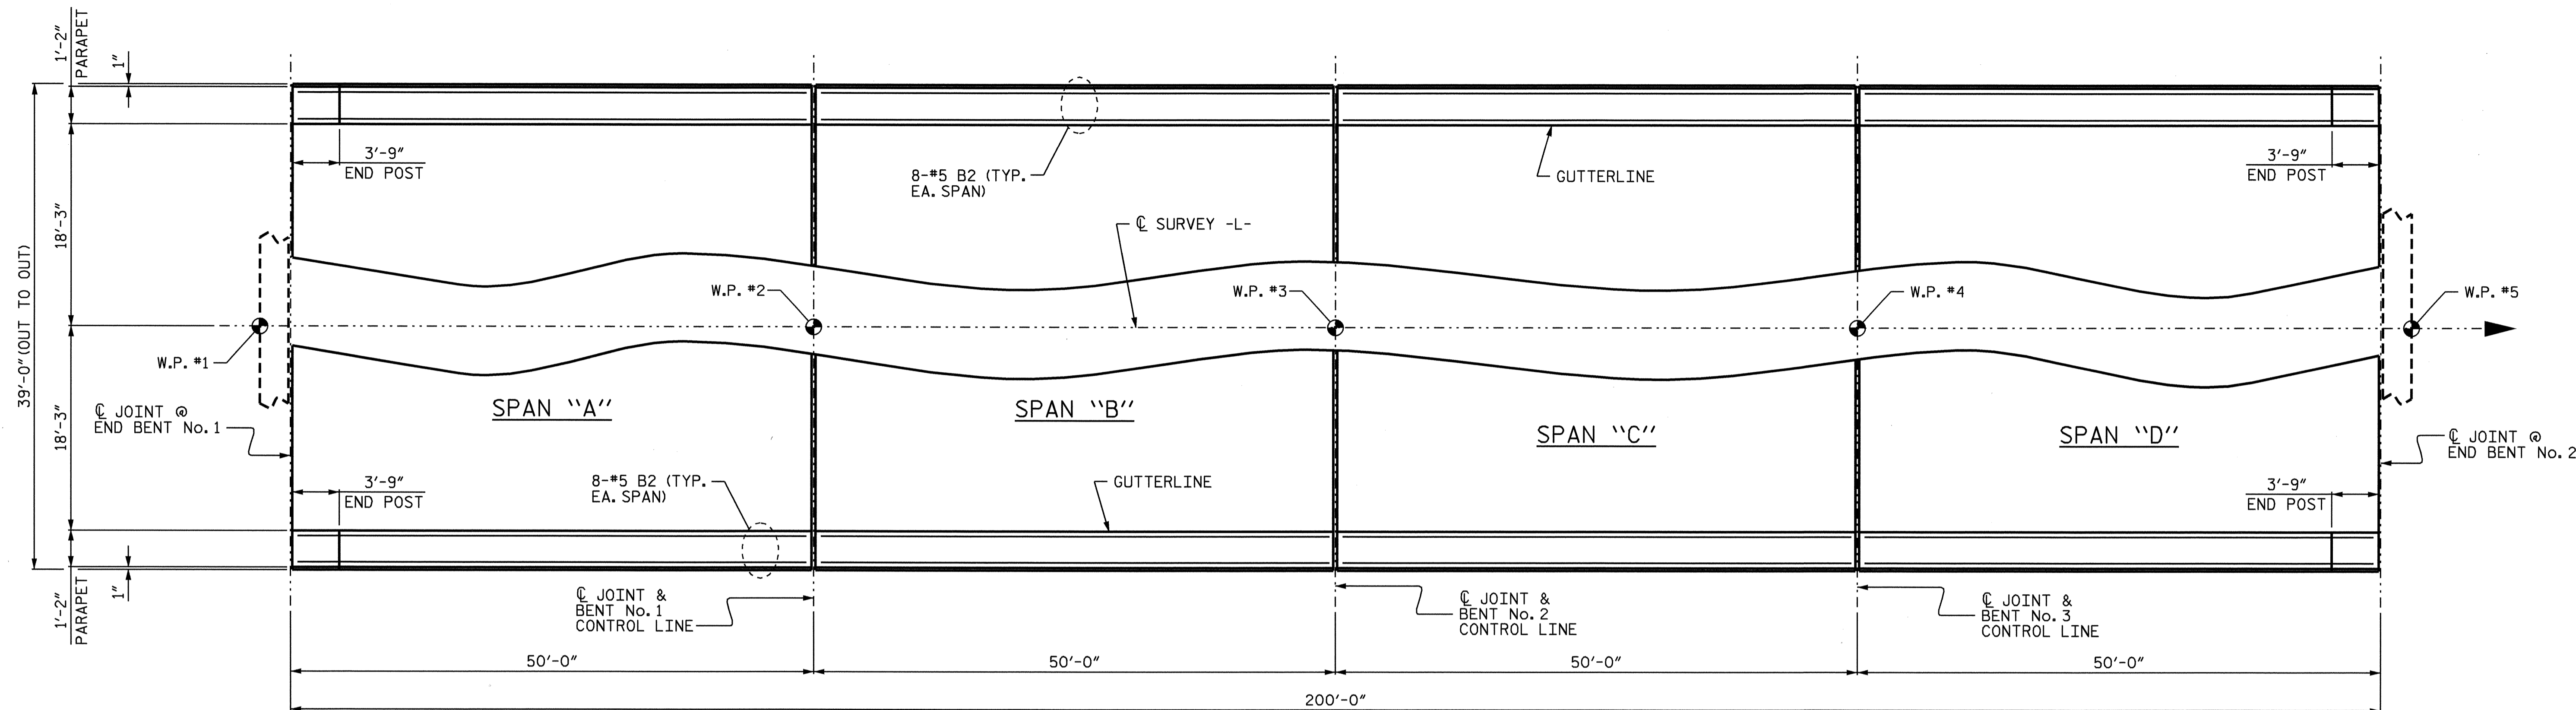 1'-2"
PARAPET
1"
39'-0" (OUT TO OUT)
18'-3"
18'-3"
1'-2"
PARAPET
1"
3'-9"
END POST
8-#5 B2 (TYP.
EA. SPAN)
GUTTERLINE
3'-9"
END POST
℄ SURVEY -L-
W.P. #1
W.P. #2
W.P. #3
W.P. #4
W.P. #5
℄ JOINT @
END BENT No. 1
SPAN "A"
SPAN "B"
SPAN "C"
SPAN "D"
℄ JOINT @
END BENT No. 2
3'-9"
END POST
8-#5 B2 (TYP.
EA. SPAN)
GUTTERLINE
3'-9"
END POST
℄ JOINT &
BENT No. 1
CONTROL LINE
℄ JOINT &
BENT No. 2
CONTROL LINE
℄ JOINT &
BENT No. 3
CONTROL LINE
50'-0"
50'-0"
50'-0"
50'-0"
200'-0"